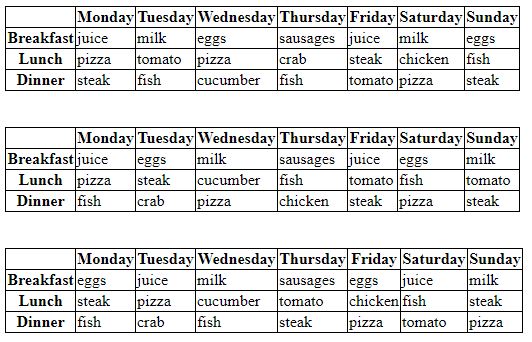 Monday Tuesday Wednesday Thursday Friday Saturday Sunday
Breakfast juice milk eggs sausages juice milk eggs
Lunch pizza tomato pizza crab steak chicken fish
Dinner steak fish cucumber fish tomato pizza steak
Monday Tuesday Wednesday Thursday Friday Saturday Sunday
Breakfast juice eggs milk sausages juice eggs milk
Lunch pizza steak cucumber fish tomato fish tomato
Dinner fish crab pizza chicken steak pizza steak
Monday Tuesday Wednesday Thursday Friday Saturday Sunday
Breakfast eggs juice milk sausages eggs juice milk
Lunch steak pizza cucumber tomato chicken fish steak
Dinner fish crab fish steak pizza tomato pizza